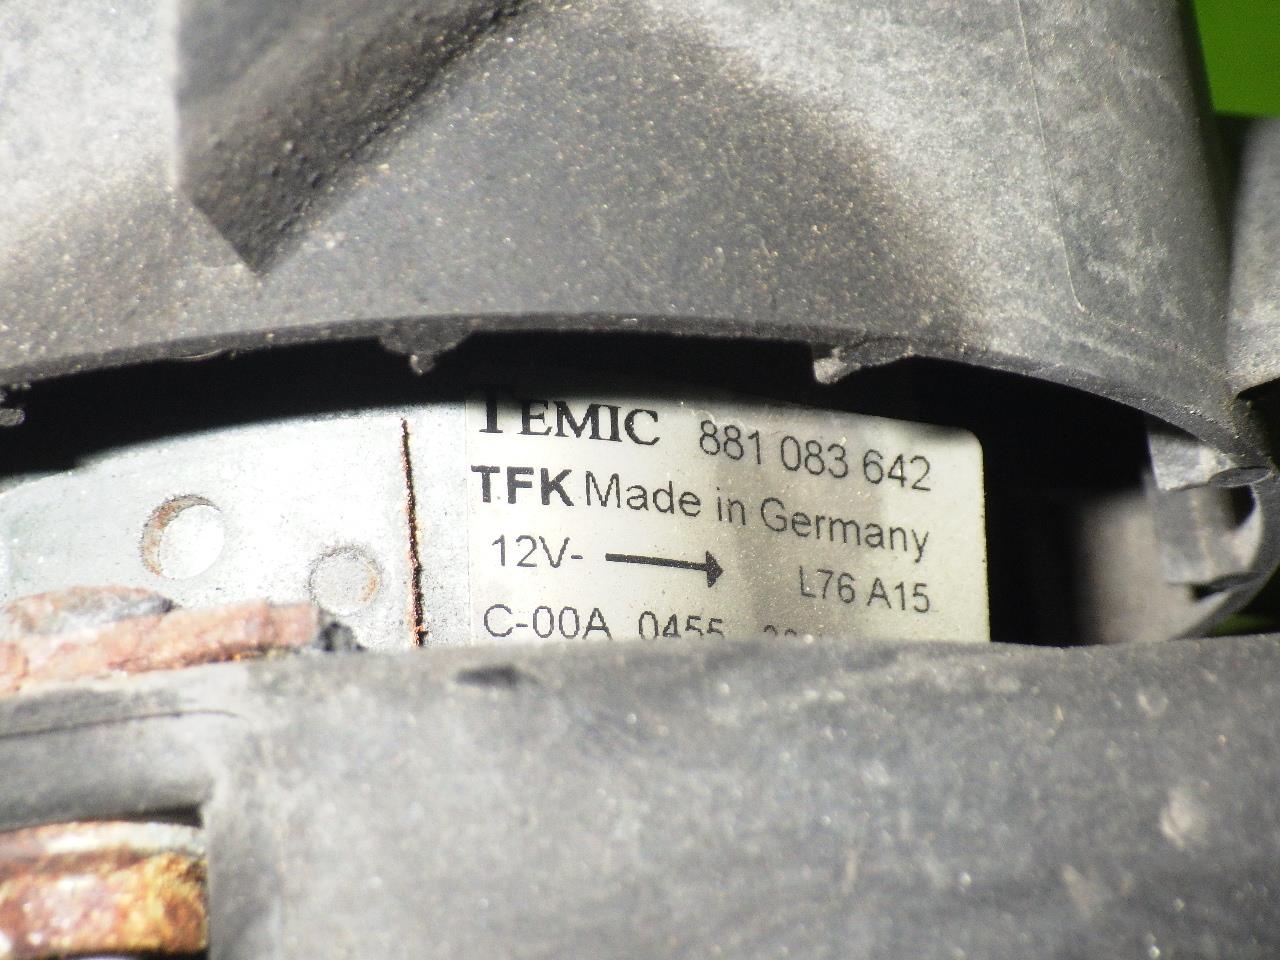 TEMIC 881 083 642
TFK Made in Germany
12V- → L76 A15
C-00A 0455